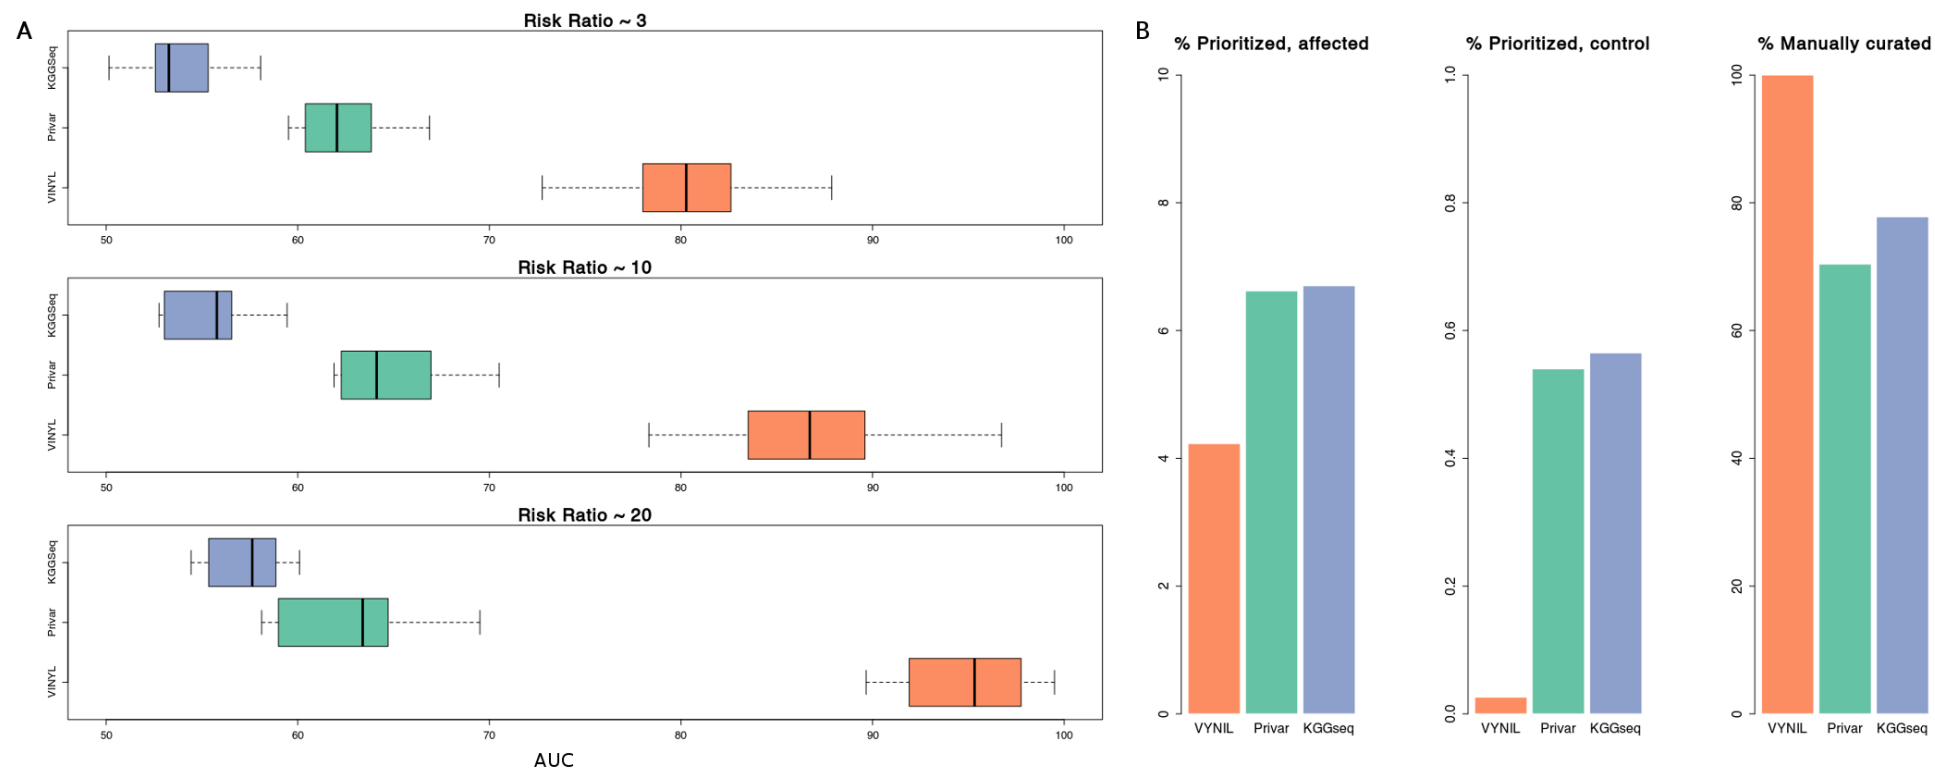 A
Risk Ratio ~ 3
KGGSeq
Privar
VINYL
50 60 70 80 90 100
Risk Ratio ~ 10
KGGSeq
Privar
VINYL
50 60 70 80 90 100
Risk Ratio ~ 20
KGGSeq
Privar
VINYL
50 60 70 80 90 100
AUC
B
% Prioritized, affected
10
8
6
4
2
0
VYNIL Privar KGGseq
% Prioritized, control
1.0
0.8
0.6
0.4
0.2
0.0
VYNIL Privar KGGseq
% Manually curated
100
80
60
40
20
0
VYNIL Privar KGGseq